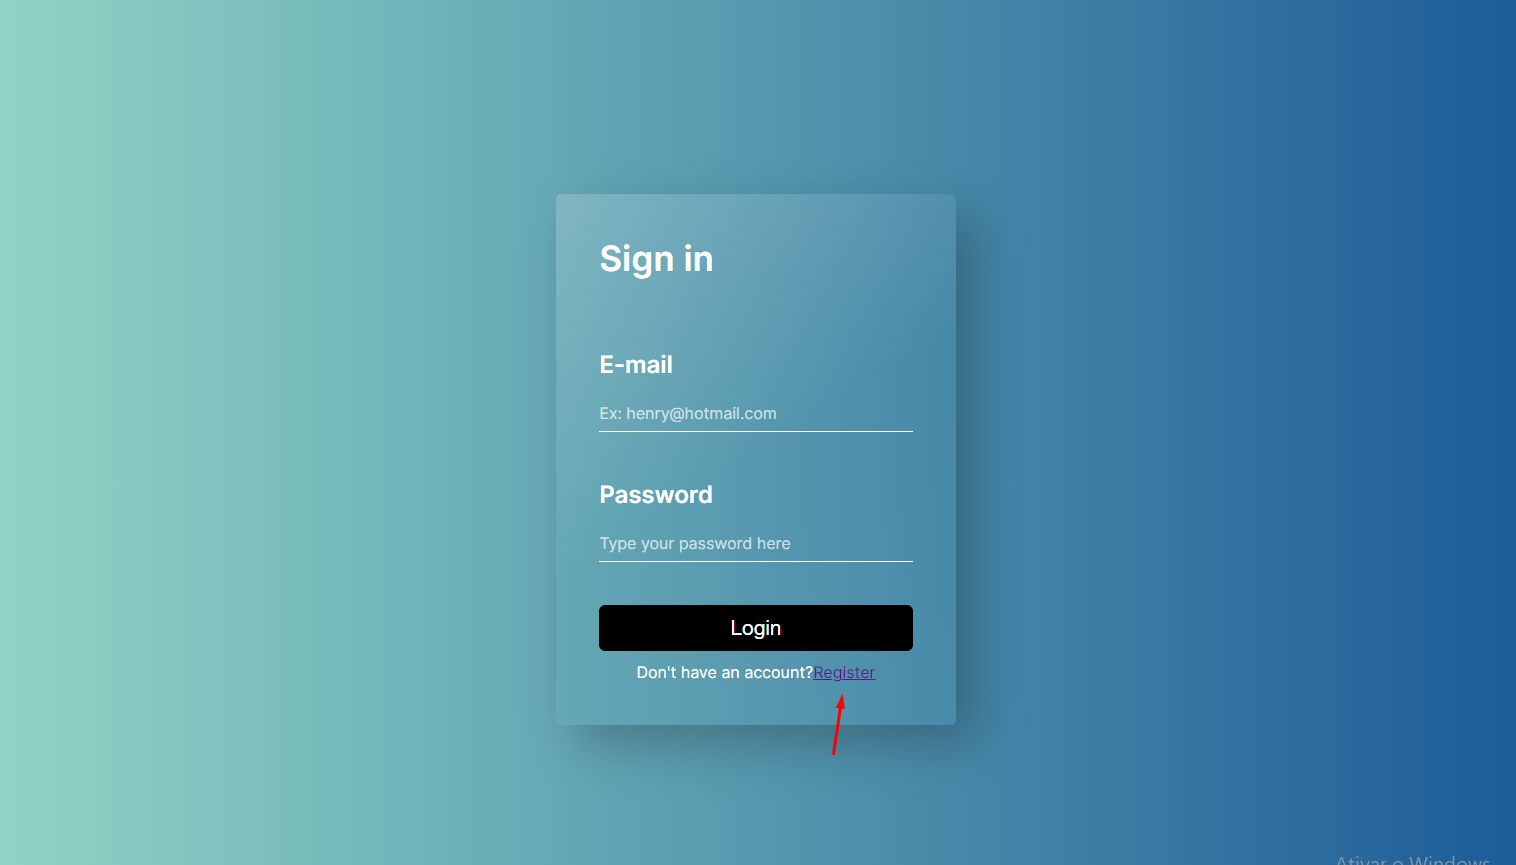 Sign in
E-mail
Ex: henry@hotmail.com
Password
Type your password here
Login
Don't have an account?Register
Ativar o Windows